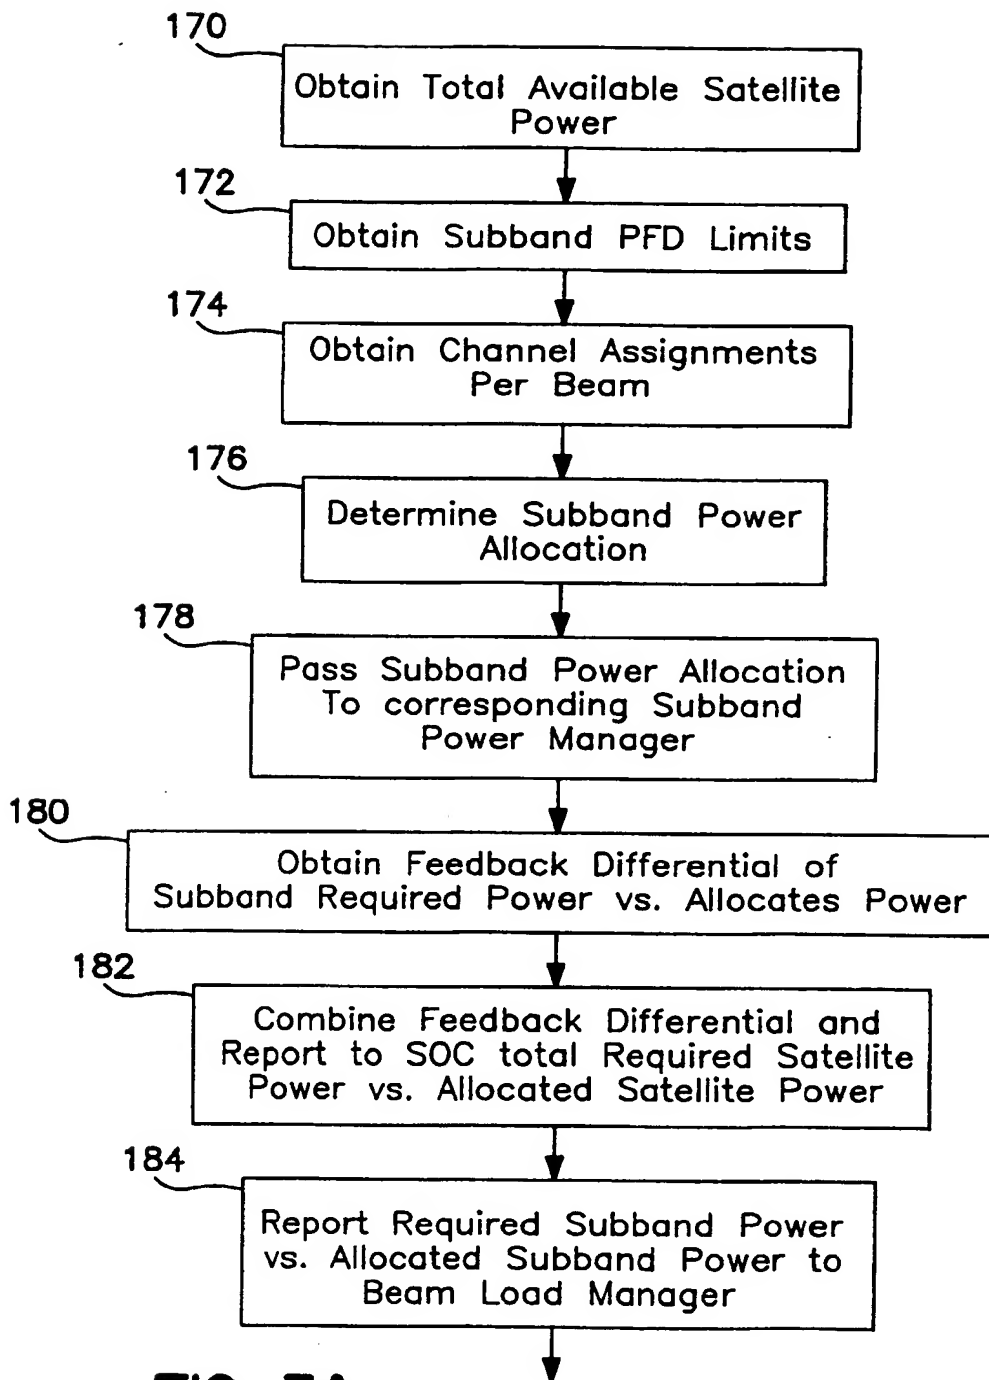 170
Obtain Total Available Satellite
Power
172
Obtain Subband PFD Limits
174
Obtain Channel Assignments
Per Beam
176
Determine Subband Power
Allocation
178
Pass Subband Power Allocation
To corresponding Subband
Power Manager
180
Obtain Feedback Differential of
Subband Required Power vs. Allocates Power
182
Combine Feedback Differential and
Report to SOC total Required Satellite
Power vs. Allocated Satellite Power
184
Report Required Subband Power
vs. Allocated Subband Power to
Beam Load Manager